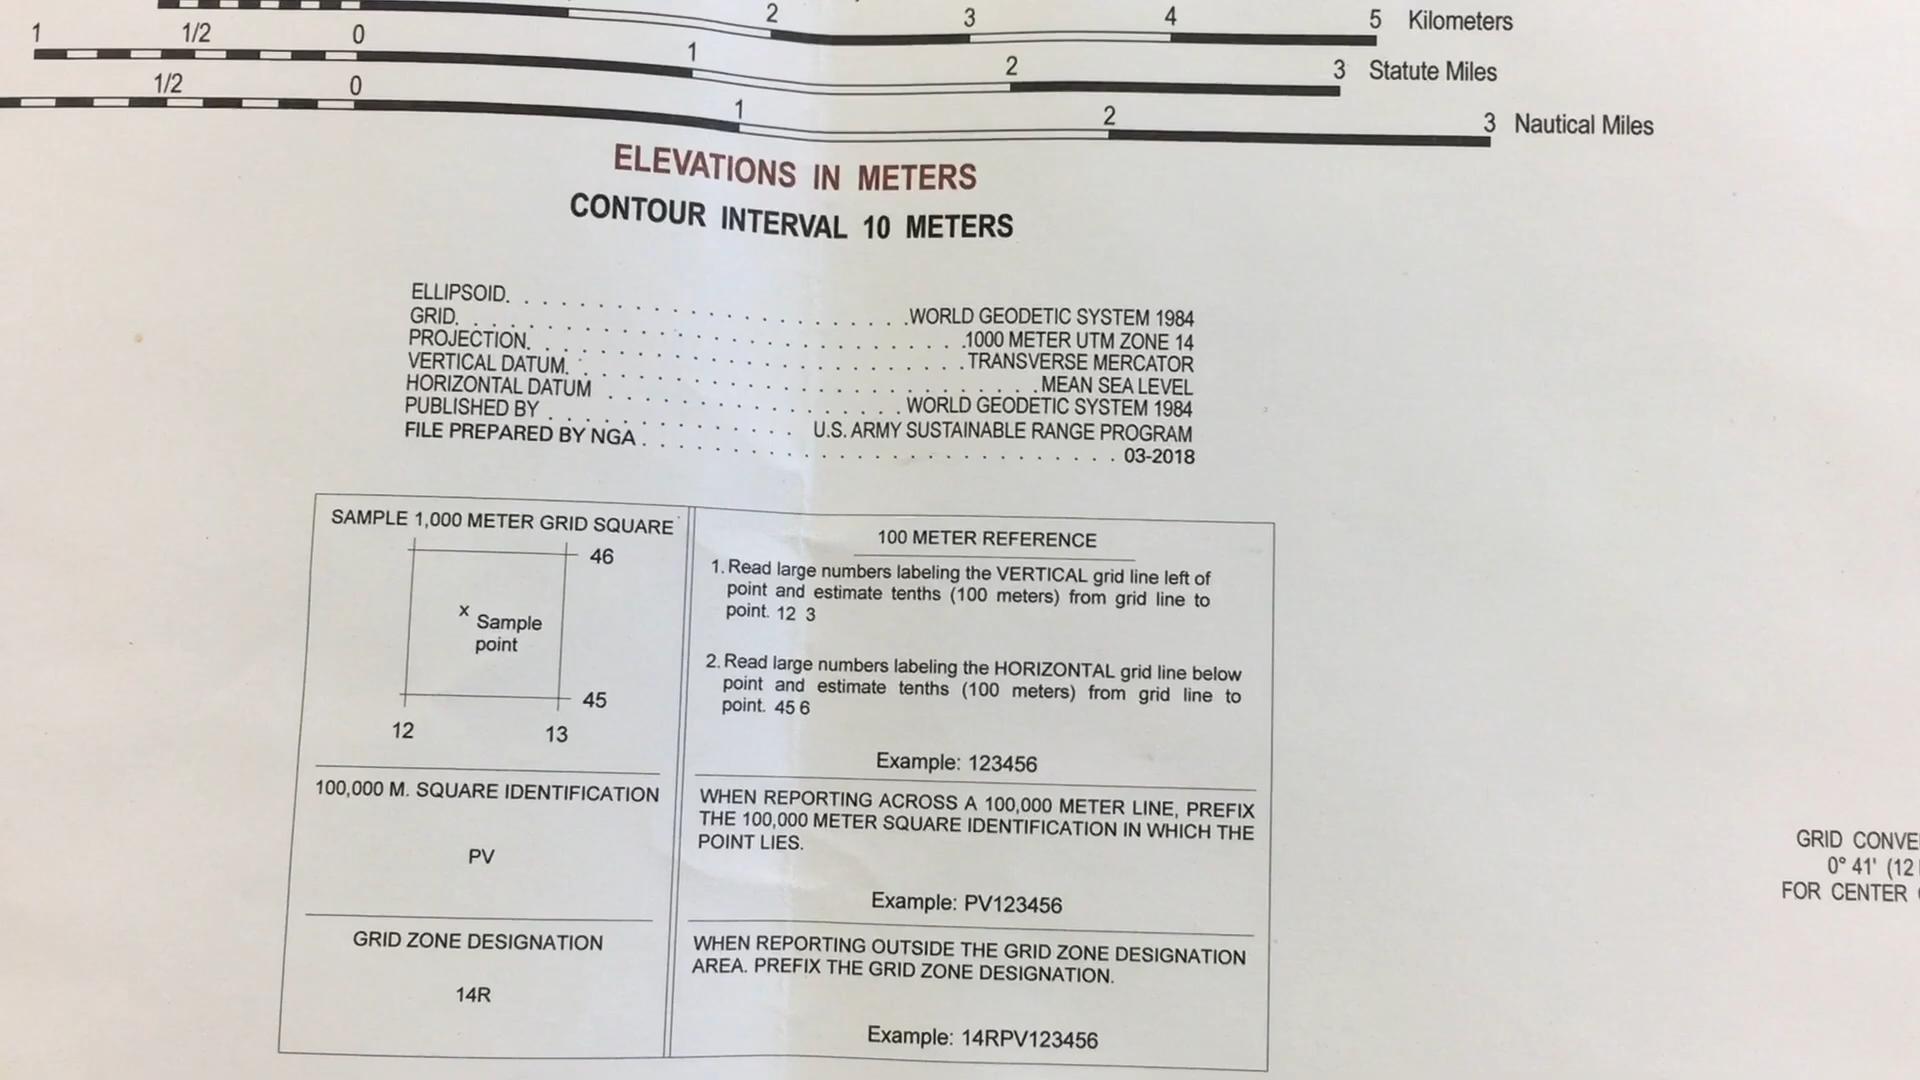 2 3 4 5 Kilometers
1 1/2 0 1 2 3 Statute Miles
1/2 0 1 2 3 Nautical Miles
ELEVATIONS IN METERS
CONTOUR INTERVAL 10 METERS
ELLIPSOID. . . . . . . . . . . . . . . . . . . . . . .WORLD GEODETIC SYSTEM 1984
GRID. . . . . . . . . . . . . . . . . . . . . . . . . . .1000 METER UTM ZONE 14
PROJECTION. . . . . . . . . . . . . . . . . . . . . . . .TRANSVERSE MERCATOR
VERTICAL DATUM. . . . . . . . . . . . . . . . . . . . . . . . . .MEAN SEA LEVEL
HORIZONTAL DATUM . . . . . . . . . . . . . . . . WORLD GEODETIC SYSTEM 1984
PUBLISHED BY . . . . . . . . . . . . . U.S. ARMY SUSTAINABLE RANGE PROGRAM
FILE PREPARED BY NGA . . . . . . . . . . . . . . . . . . . . . . . . . . 03-2018
SAMPLE 1,000 METER GRID SQUARE
46
x Sample
point
45
12 13
100,000 M. SQUARE IDENTIFICATION
PV
GRID ZONE DESIGNATION
14R
100 METER REFERENCE
1. Read large numbers labeling the VERTICAL grid line left of
point and estimate tenths (100 meters) from grid line to
point. 12 3
2. Read large numbers labeling the HORIZONTAL grid line below
point and estimate tenths (100 meters) from grid line to
point. 45 6
Example: 123456
WHEN REPORTING ACROSS A 100,000 METER LINE, PREFIX
THE 100,000 METER SQUARE IDENTIFICATION IN WHICH THE
POINT LIES.
Example: PV123456
WHEN REPORTING OUTSIDE THE GRID ZONE DESIGNATION
AREA. PREFIX THE GRID ZONE DESIGNATION.
Example: 14RPV123456
GRID CONVE
0° 41' (12
FOR CENTER